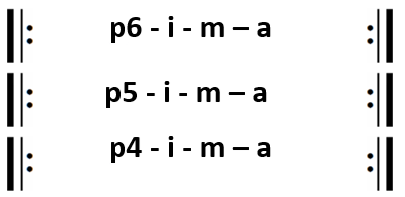 p6 - i - m – a
p5 - i - m – a
p4 - i - m – a